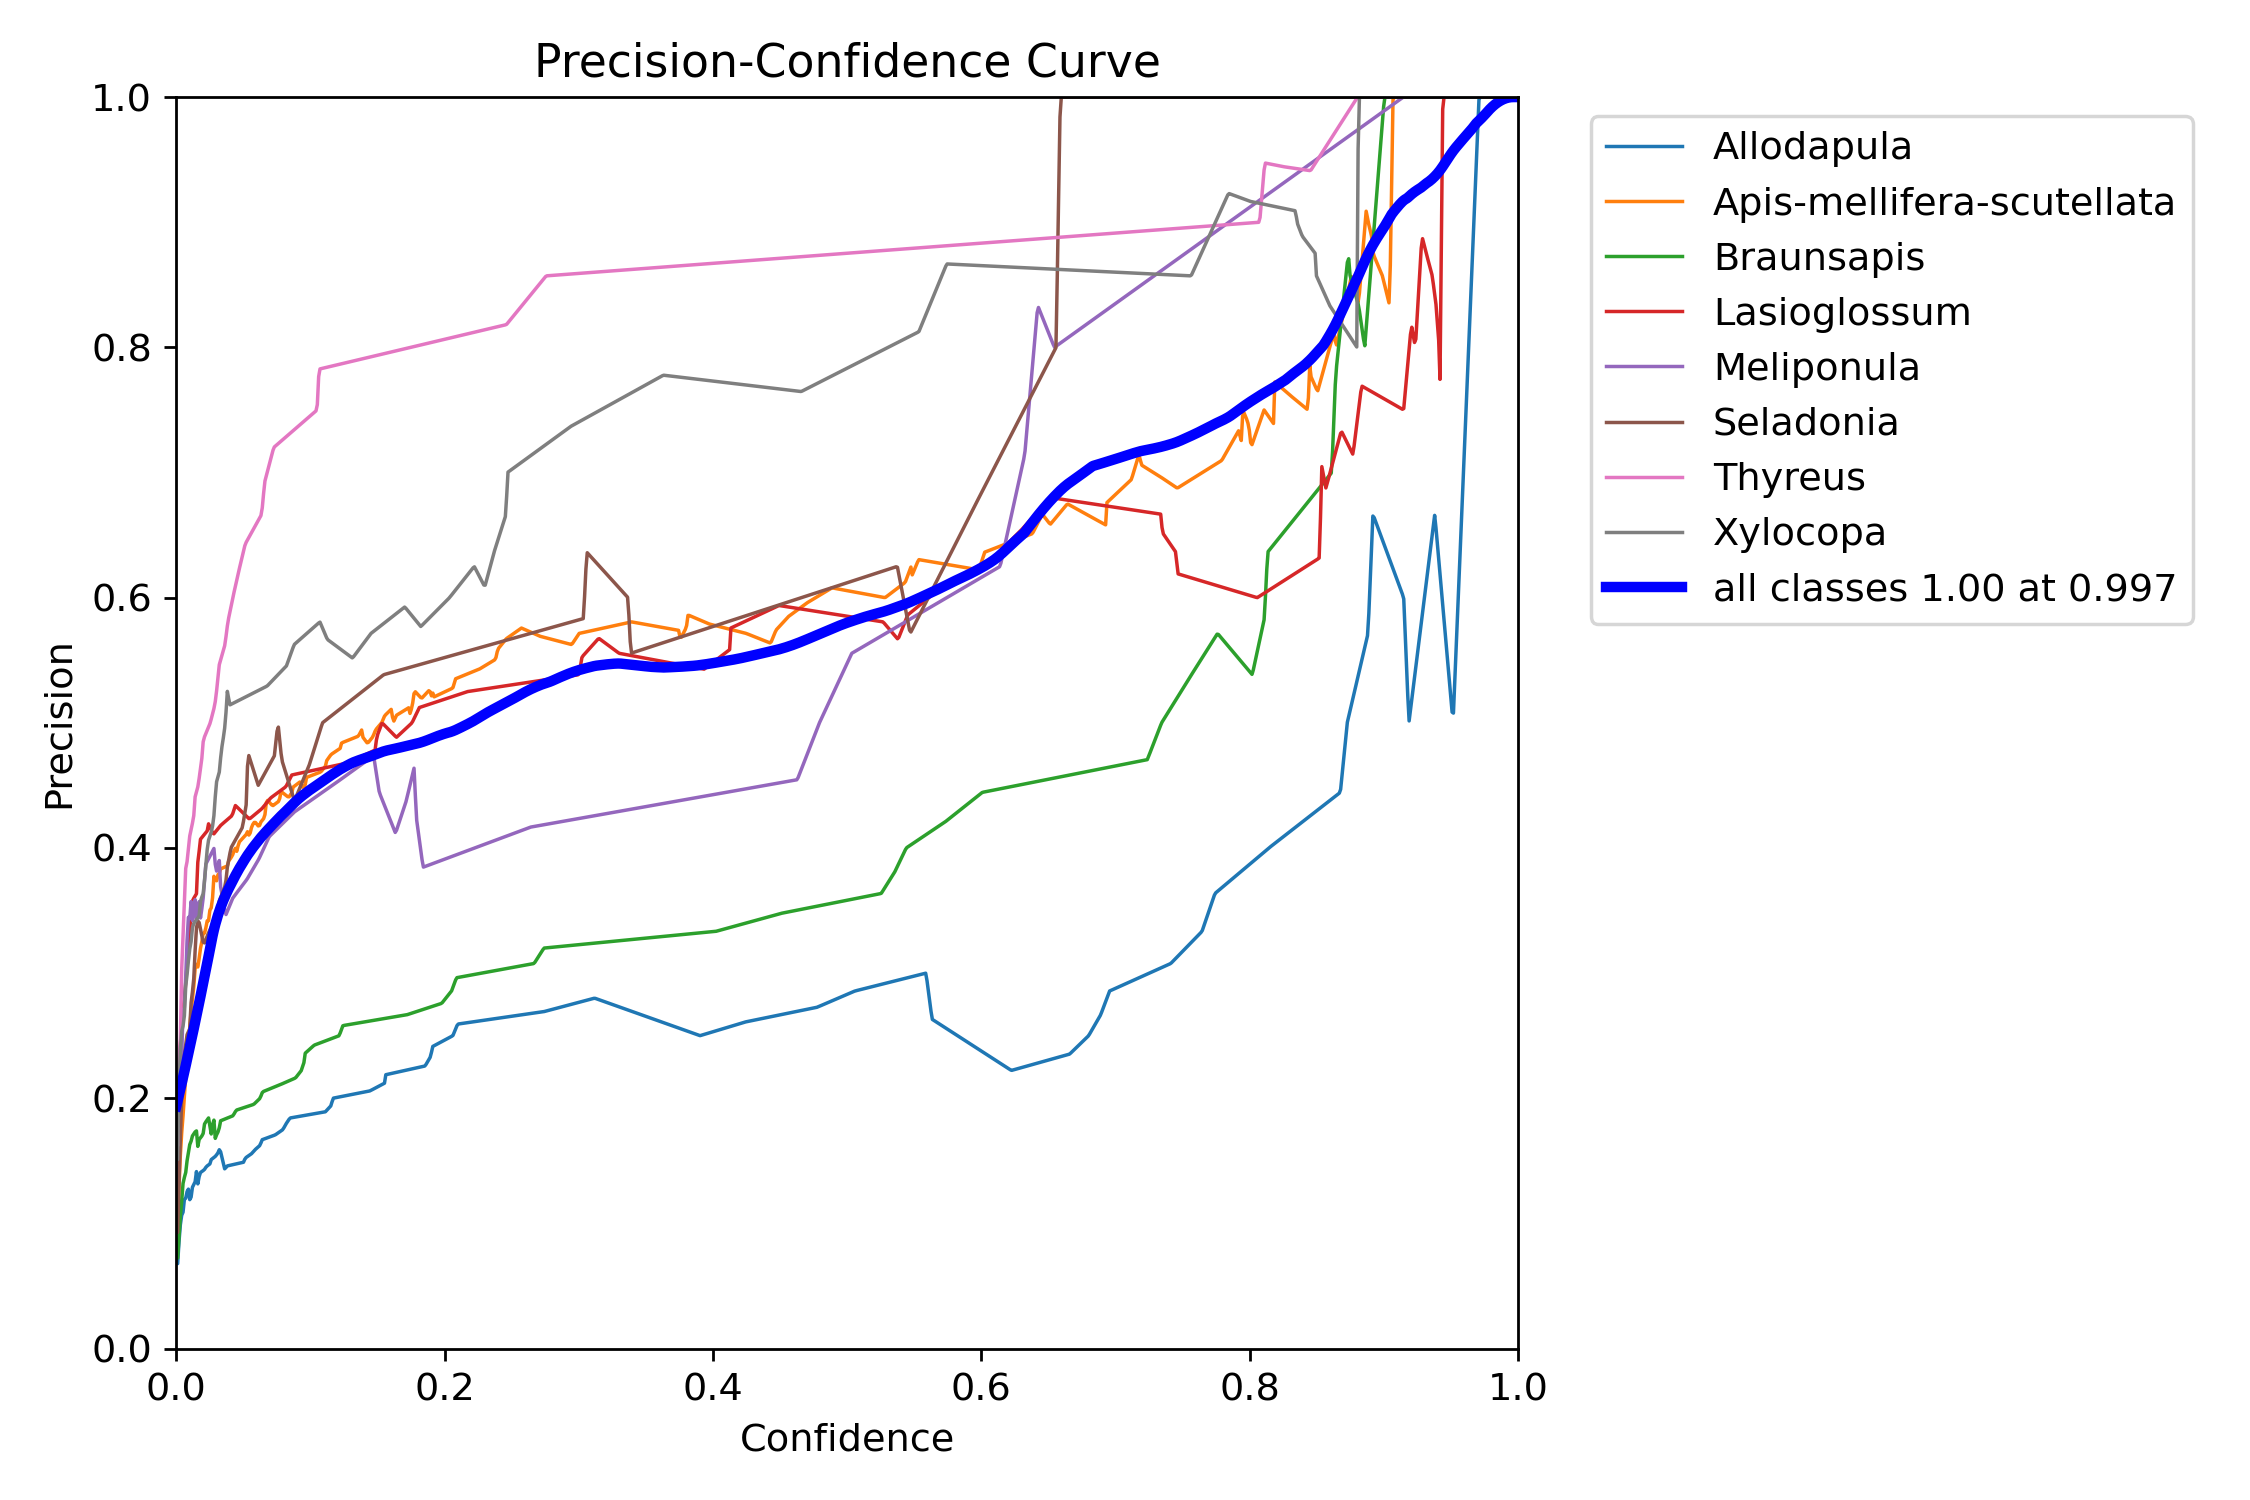 Precision-Confidence Curve
1.0
0.8
0.6
0.4
0.2
0.0
Precision
0.0 0.2 0.4 0.6 0.8 1.0
Confidence
Allodapula
Apis-mellifera-scutellata
Braunsapis
Lasioglossum
Meliponula
Seladonia
Thyreus
Xylocopa
all classes 1.00 at 0.997